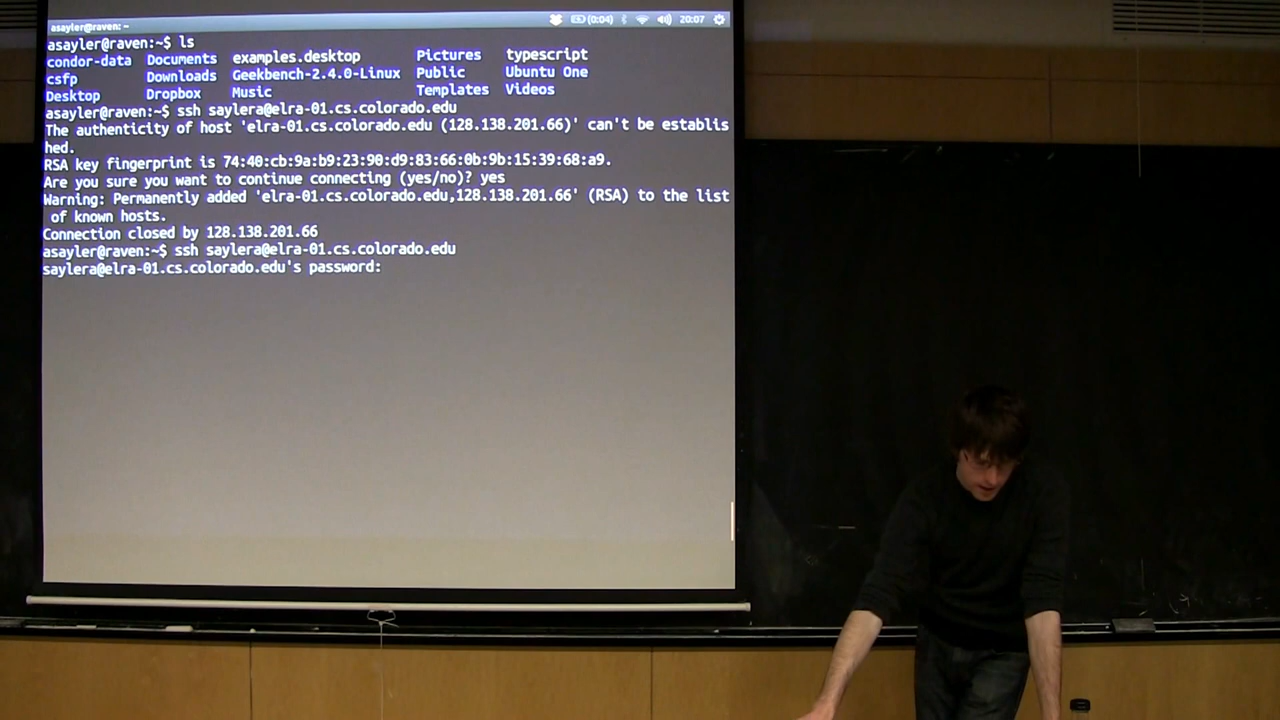 asayler@raven: ~
(0:04) 20:07
asayler@raven:~$ ls
condor-data Documents examples.desktop Pictures typescript
csfp Downloads Geekbench-2.4.0-Linux Public Ubuntu One
Desktop Dropbox Music Templates Videos
asayler@raven:~$ ssh saylera@elra-01.cs.colorado.edu
The authenticity of host 'elra-01.cs.colorado.edu (128.138.201.66)' can't be establis
hed.
RSA key fingerprint is 74:40:cb:9a:b9:23:90:d9:83:66:0b:9b:15:39:68:a9.
Are you sure you want to continue connecting (yes/no)? yes
Warning: Permanently added 'elra-01.cs.colorado.edu,128.138.201.66' (RSA) to the list
of known hosts.
Connection closed by 128.138.201.66
asayler@raven:~$ ssh saylera@elra-01.cs.colorado.edu
saylera@elra-01.cs.colorado.edu's password: